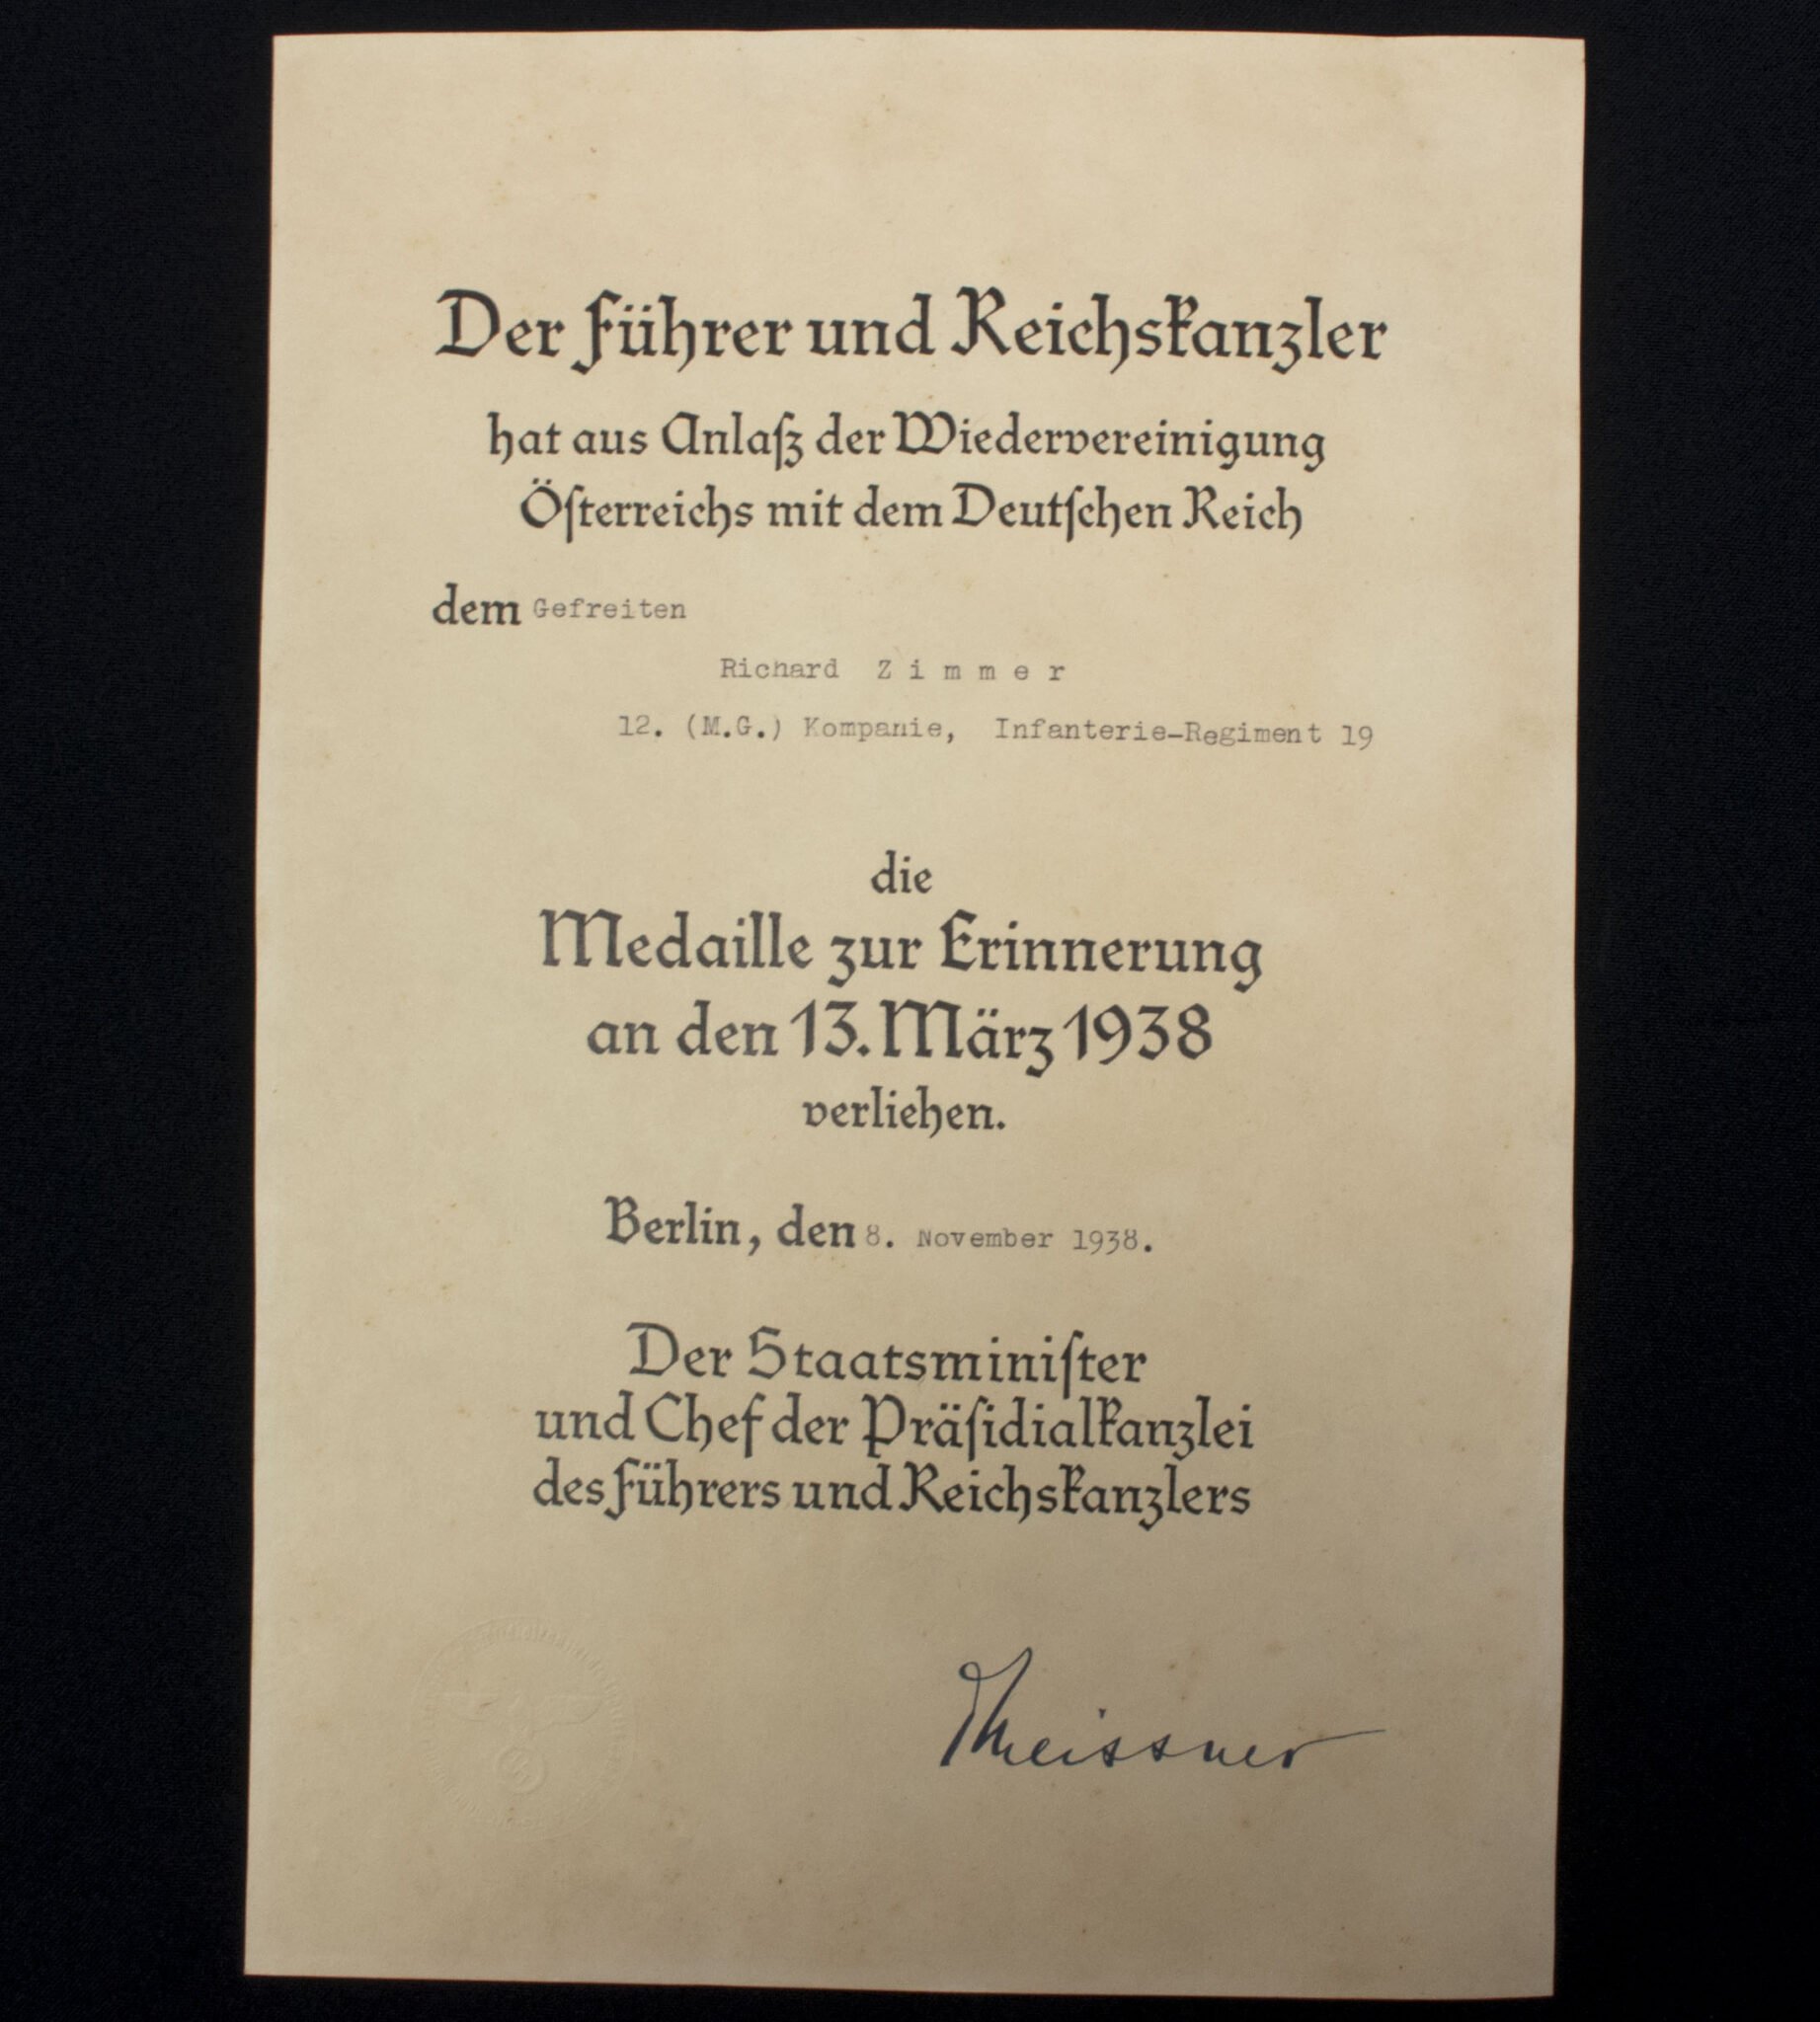 Der Führer und Reichskanzler
hat aus Anlaß der Wiedervereinigung
Öſterreichs mit dem Deutſchen Reich
dem Gefreiten
Richard Z i m m e r
12. (M.G.) Kompanie, Infanterie-Regiment 19
die
Medaille zur Erinnerung
an den 13. März 1938
verliehen.
Berlin, den 8. November 1938.
Der Staatsminiſter
und Chef der Präſidialkanzlei
des Führers und Reichskanzlers
Meissner